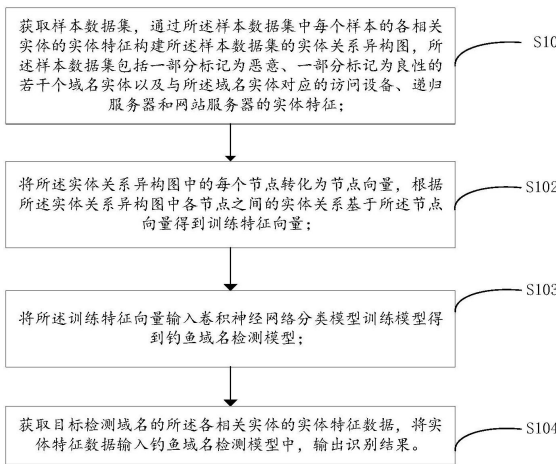 获取样本数据集，通过所述样本数据集中每个样本的各相关
实体的实体特征构建所述样本数据集的实体关系异构图，所
述样本数据集包括一部分标记为恶意、一部分标记为良性的
若干个域名实体以及与所述域名实体对应的访问设备、递归
服务器和网站服务器的实体特征；
S10
将所述实体关系异构图中的每个节点转化为节点向量，根据
所述实体关系异构图中各节点之间的实体关系基于所述节点
向量得到训练特征向量；
S102
将所述训练特征向量输入卷积神经网络分类模型训练模型得
到钓鱼域名检测模型；
S103
获取目标检测域名的所述各相关实体的实体特征数据，将实
体特征数据输入钓鱼域名检测模型中，输出识别结果。
S104